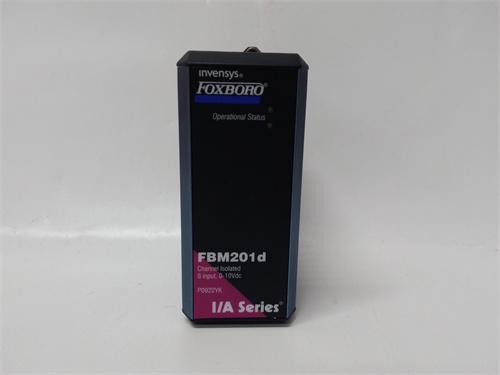 invensys®
FOXBORO®
Operational Status
FBM201d
Channel Isolated
8 input, 0-10Vdc
P0922YK
I/A Series®